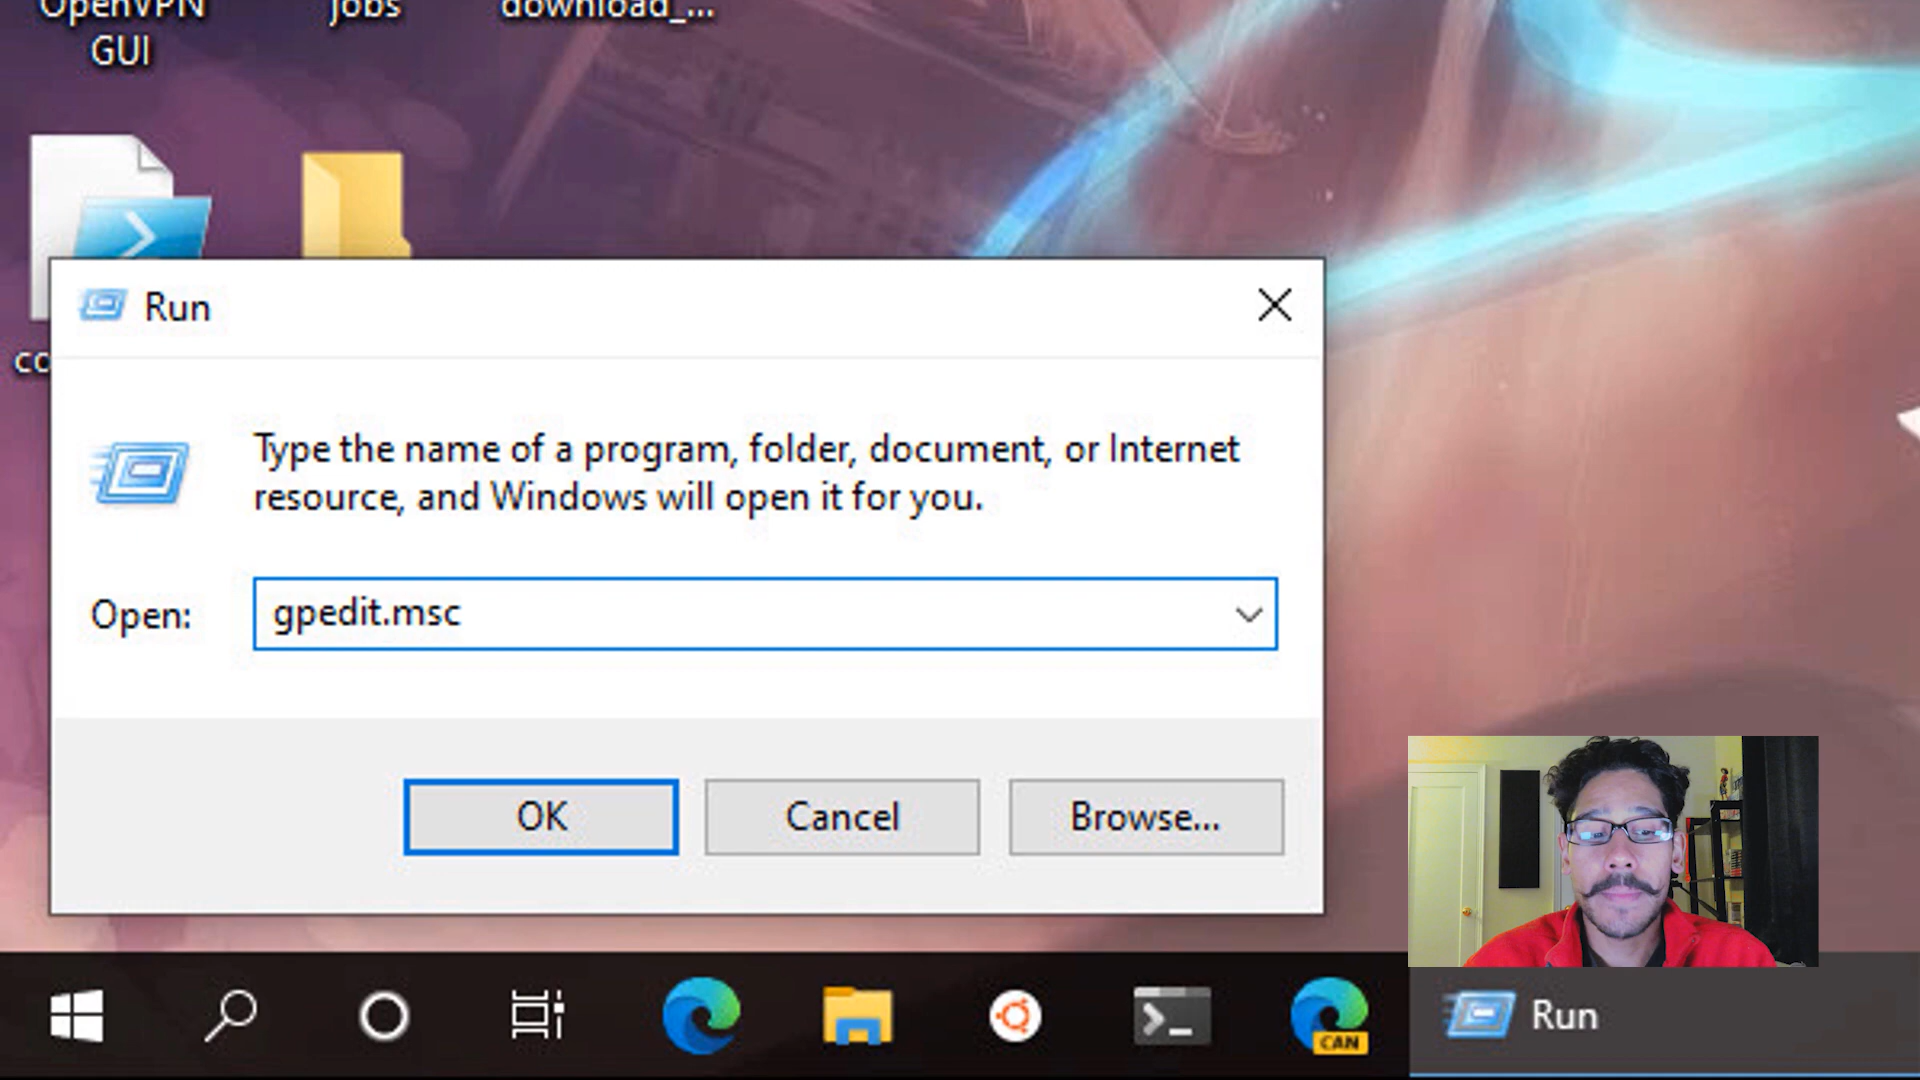 OpenVPN
GUI
Jobs
download_...
Run
Type the name of a program, folder, document, or Internet
resource, and Windows will open it for you.
Open:
gpedit.msc
OK
Cancel
Browse...
CAN
Run